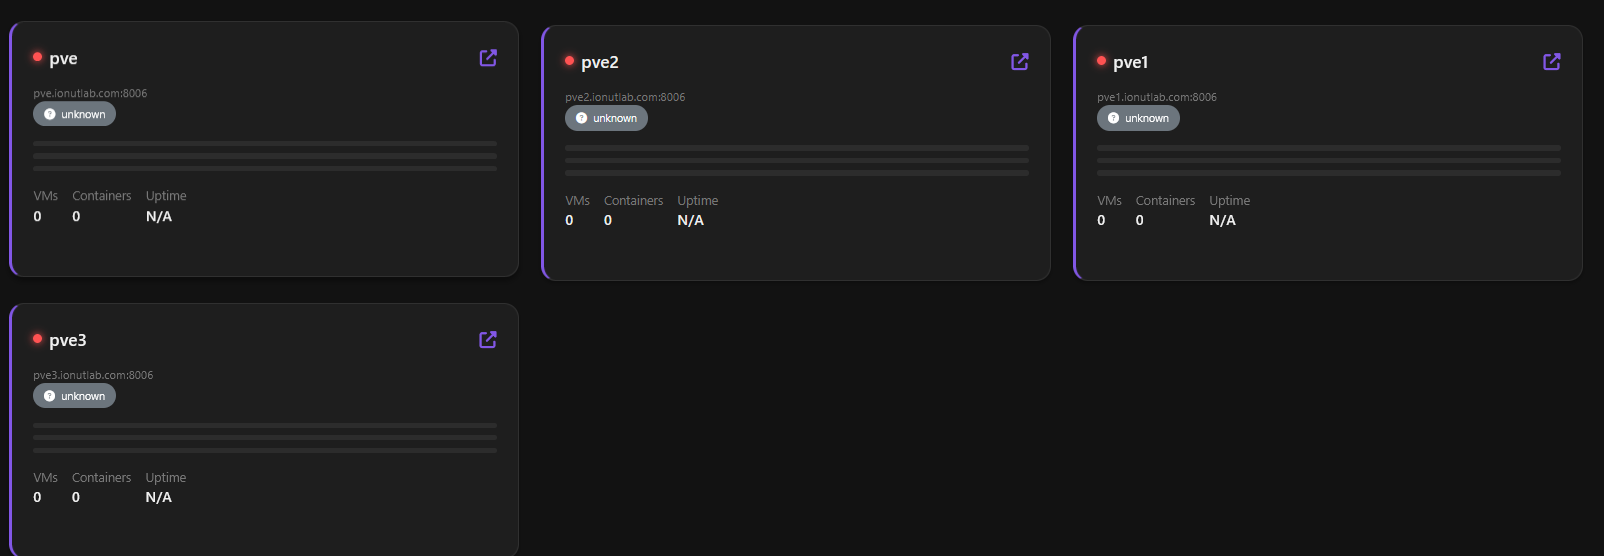 pve
pve.ionutlab.com:8006
? unknown
VMs Containers Uptime
0 0 N/A
pve2
pve2.ionutlab.com:8006
? unknown
VMs Containers Uptime
0 0 N/A
pve1
pve1.ionutlab.com:8006
? unknown
VMs Containers Uptime
0 0 N/A
pve3
pve3.ionutlab.com:8006
? unknown
VMs Containers Uptime
0 0 N/A